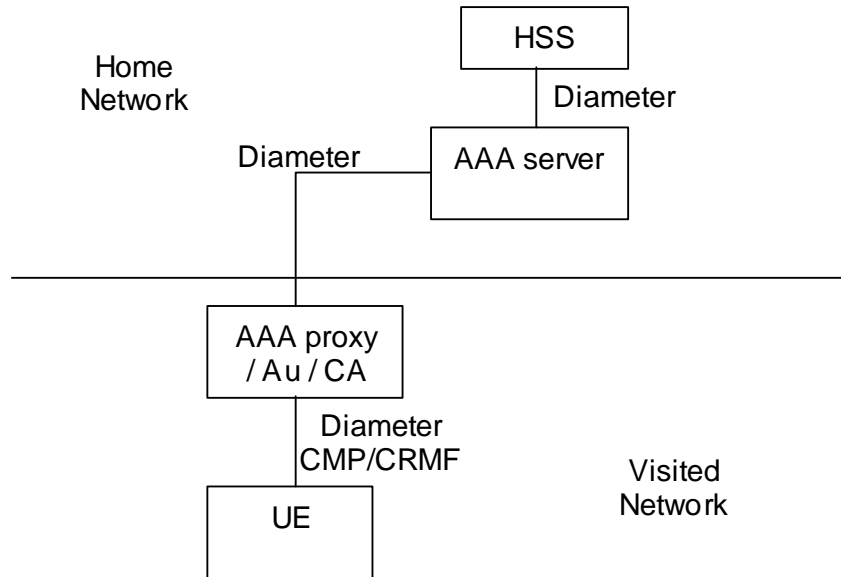 HSS
Home
Network
Diameter
Diameter
AAA server
AAA proxy
/ Au / CA
Diameter
CMP/CRMF
Visited
Network
UE